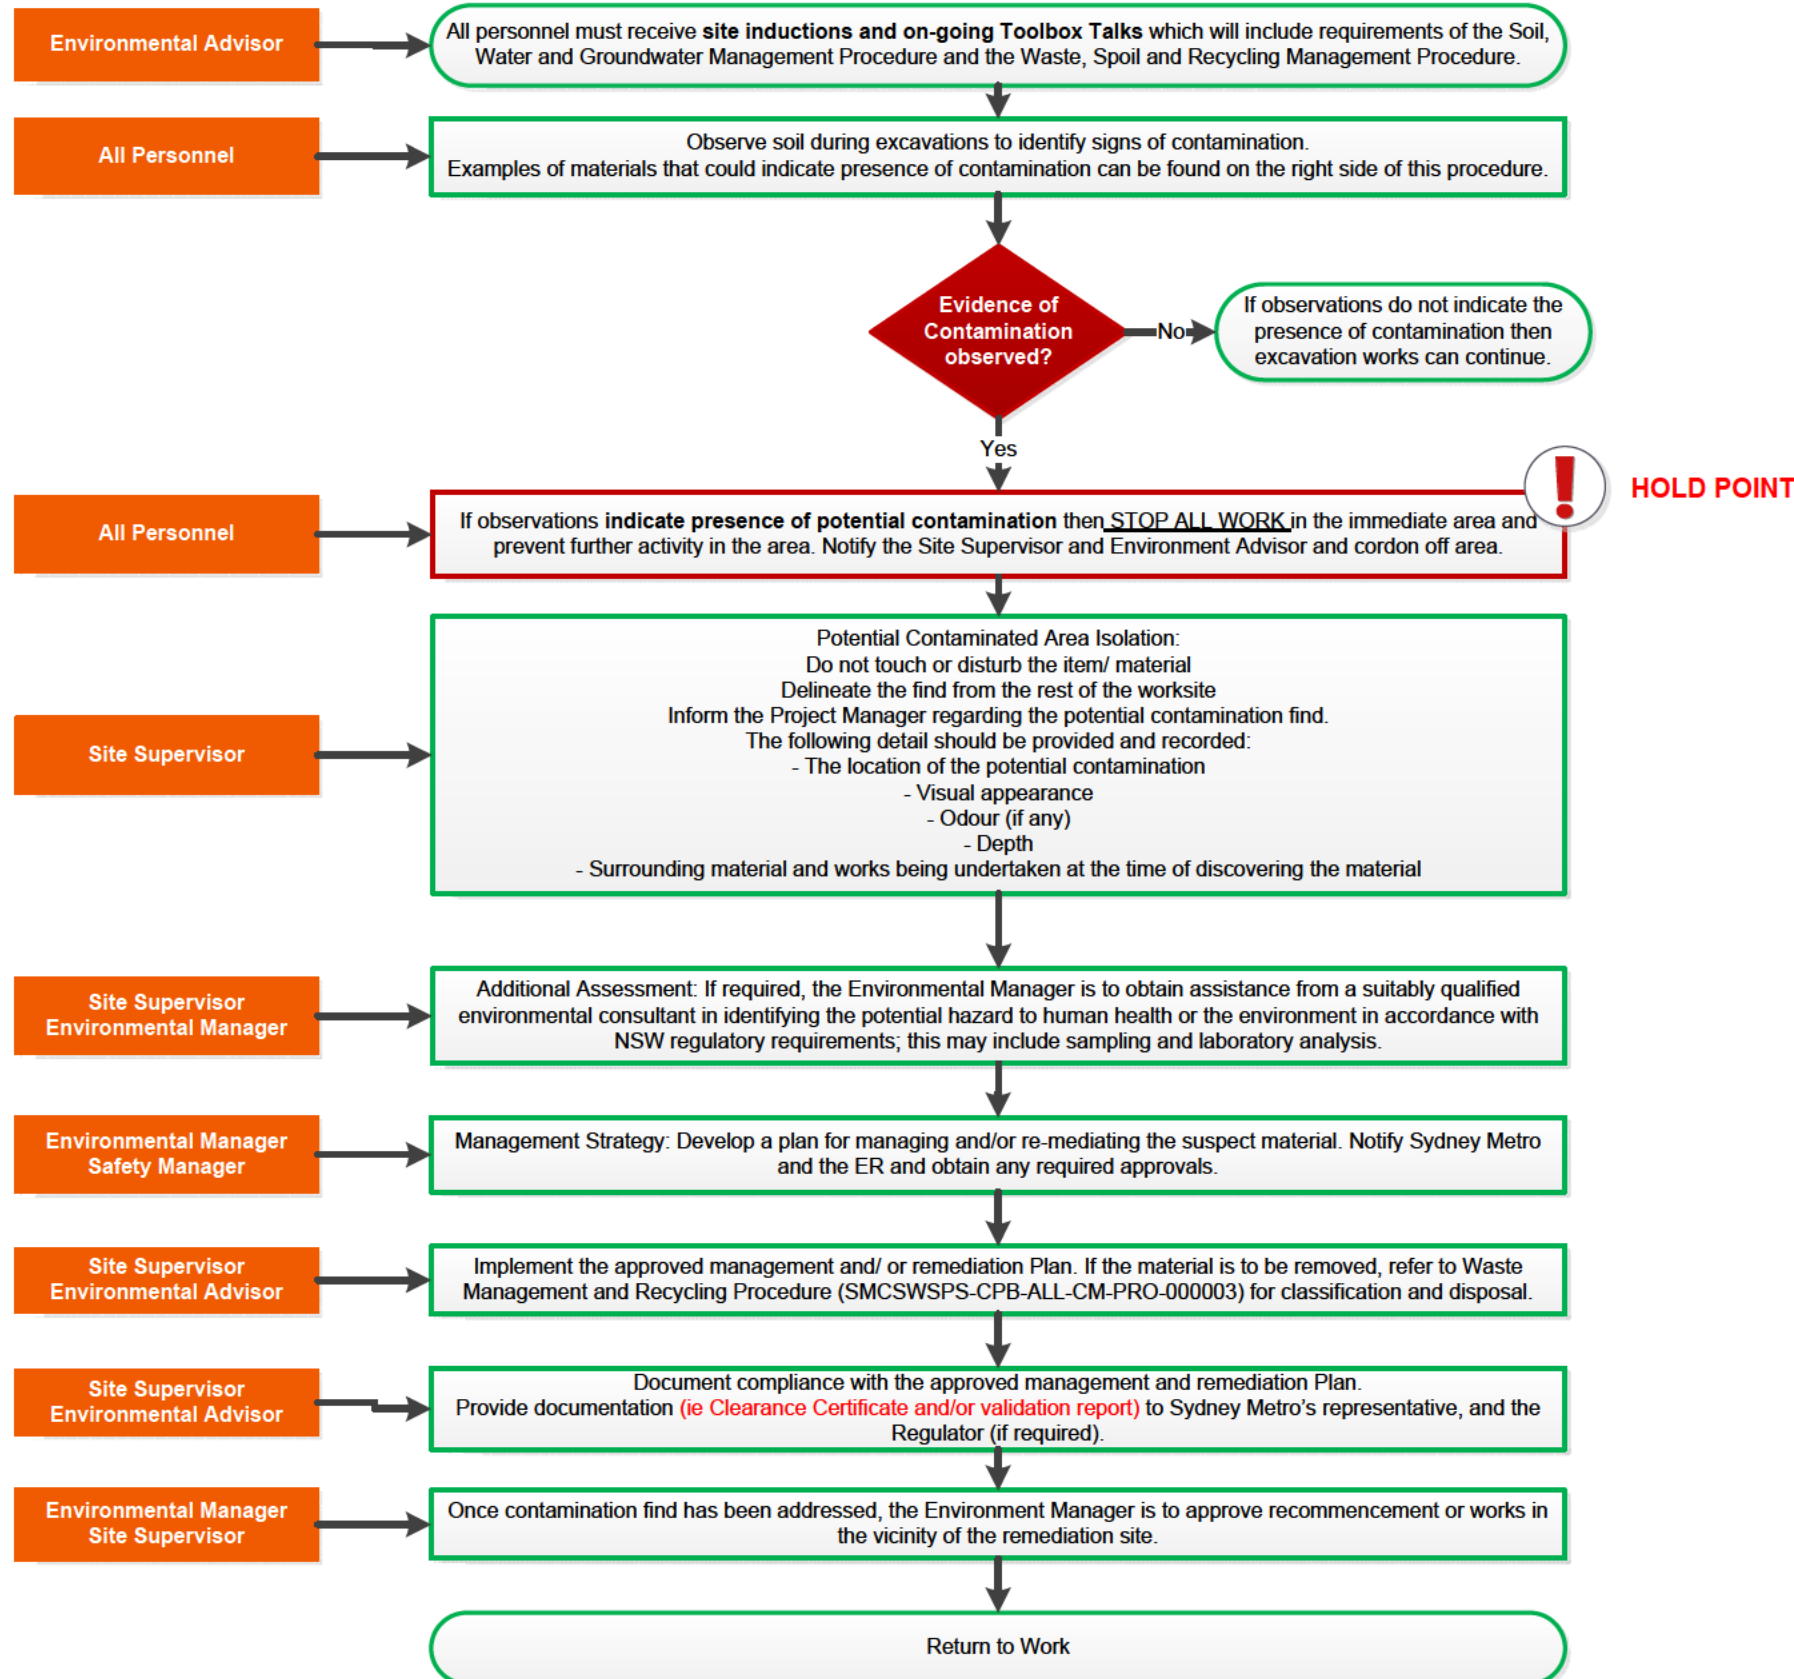 Environmental Advisor
All personnel must receive site inductions and on-going Toolbox Talks which will include requirements of the Soil,
Water and Groundwater Management Procedure and the Waste, Spoil and Recycling Management Procedure.
All Personnel
Observe soil during excavations to identify signs of contamination.
Examples of materials that could indicate presence of contamination can be found on the right side of this procedure.
Evidence of
Contamination
observed?
No
If observations do not indicate the
presence of contamination then
excavation works can continue.
Yes
HOLD POINT
All Personnel
If observations indicate presence of potential contamination then STOP ALL WORK in the immediate area and
prevent further activity in the area. Notify the Site Supervisor and Environment Advisor and cordon off area.
Site Supervisor
Potential Contaminated Area Isolation:
Do not touch or disturb the item/ material
Delineate the find from the rest of the worksite
Inform the Project Manager regarding the potential contamination find.
The following detail should be provided and recorded:
- The location of the potential contamination
- Visual appearance
- Odour (if any)
- Depth
- Surrounding material and works being undertaken at the time of discovering the material
Site Supervisor
Environmental Manager
Additional Assessment: If required, the Environmental Manager is to obtain assistance from a suitably qualified
environmental consultant in identifying the potential hazard to human health or the environment in accordance with
NSW regulatory requirements; this may include sampling and laboratory analysis.
Environmental Manager
Safety Manager
Management Strategy: Develop a plan for managing and/or re-mediating the suspect material. Notify Sydney Metro
and the ER and obtain any required approvals.
Site Supervisor
Environmental Advisor
Implement the approved management and/ or remediation Plan. If the material is to be removed, refer to Waste
Management and Recycling Procedure (SMCSWSPS-CPB-ALL-CM-PRO-000003) for classification and disposal.
Site Supervisor
Environmental Advisor
Document compliance with the approved management and remediation Plan.
Provide documentation (ie Clearance Certificate and/or validation report) to Sydney Metro's representative, and the
Regulator (if required).
Environmental Manager
Site Supervisor
Once contamination find has been addressed, the Environment Manager is to approve recommencement or works in
the vicinity of the remediation site.
Return to Work